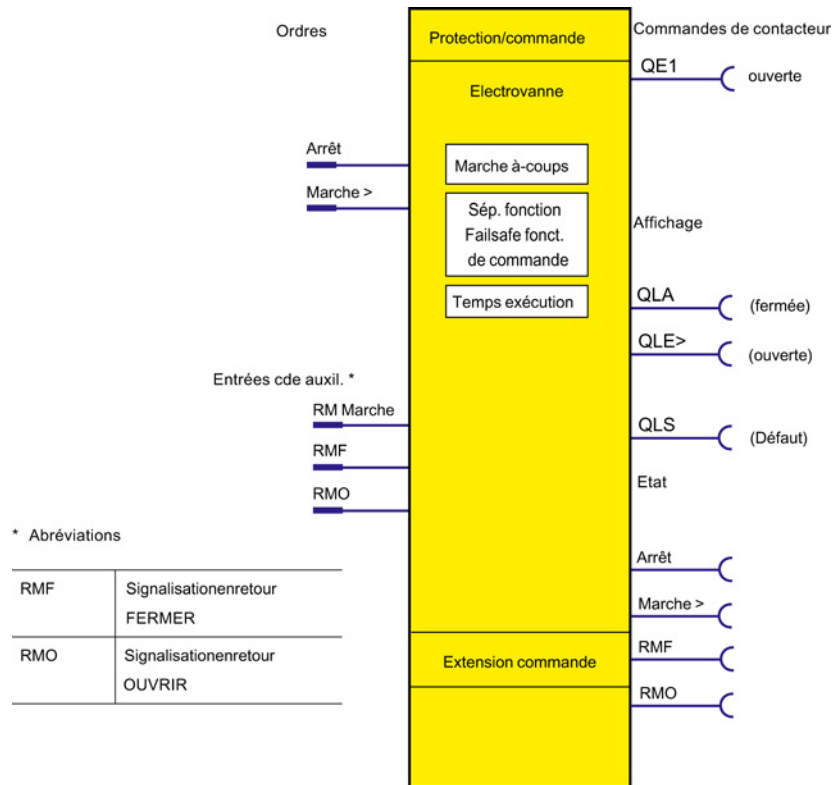 Ordres
Protection/commande
Commandes de contacteur
QE1
ouverte
Electrovanne
Arrêt
Marche à-coups
Marche >
Sép. fonction
Failsafe fonct.
de commande
Affichage
Temps exécution
QLA
(fermée)
QLE>
(ouverte)
Entrées cde auxil. *
RM Marche
QLS
(Défaut)
RMF
Etat
RMO
* Abréviations
Arrêt
RMF
Signalisationenretour
FERMER
Marche >
RMO
Signalisationenretour
OUVRIR
Extension commande
RMF
RMO